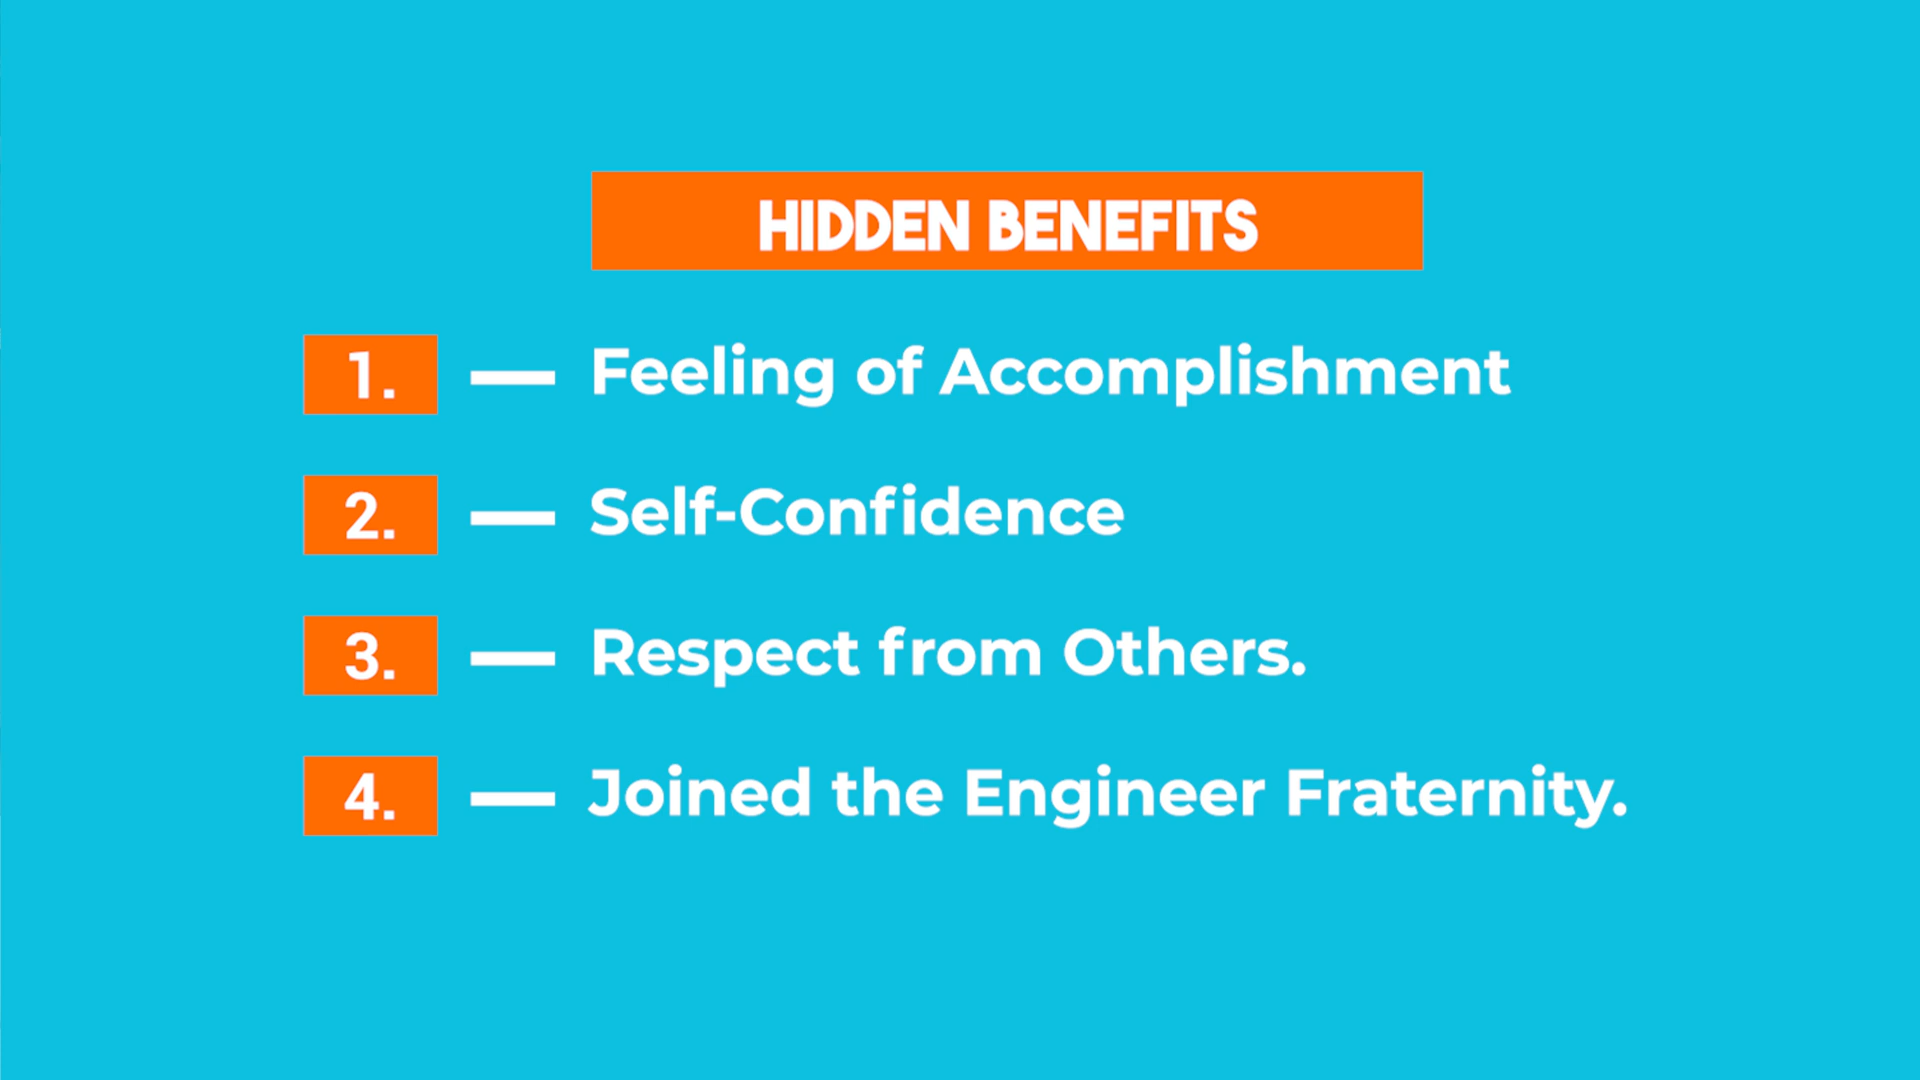 HIDDEN BENEFITS
1. — Feeling of Accomplishment
2. — Self-Confidence
3. — Respect from Others.
4. — Joined the Engineer Fraternity.